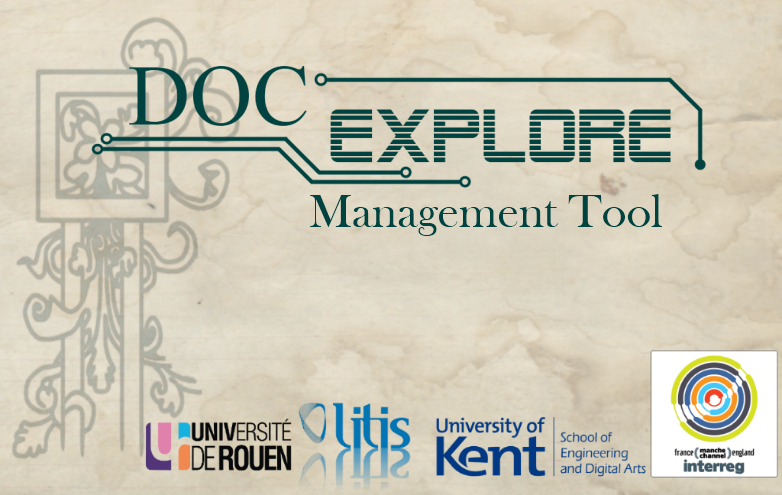 DOC
EXPLORE
Management Tool
UNIVERSITÉ
DE ROUEN
litis
University of
Kent
School of
Engineering
and Digital Arts
france (manche channel) england
interreg